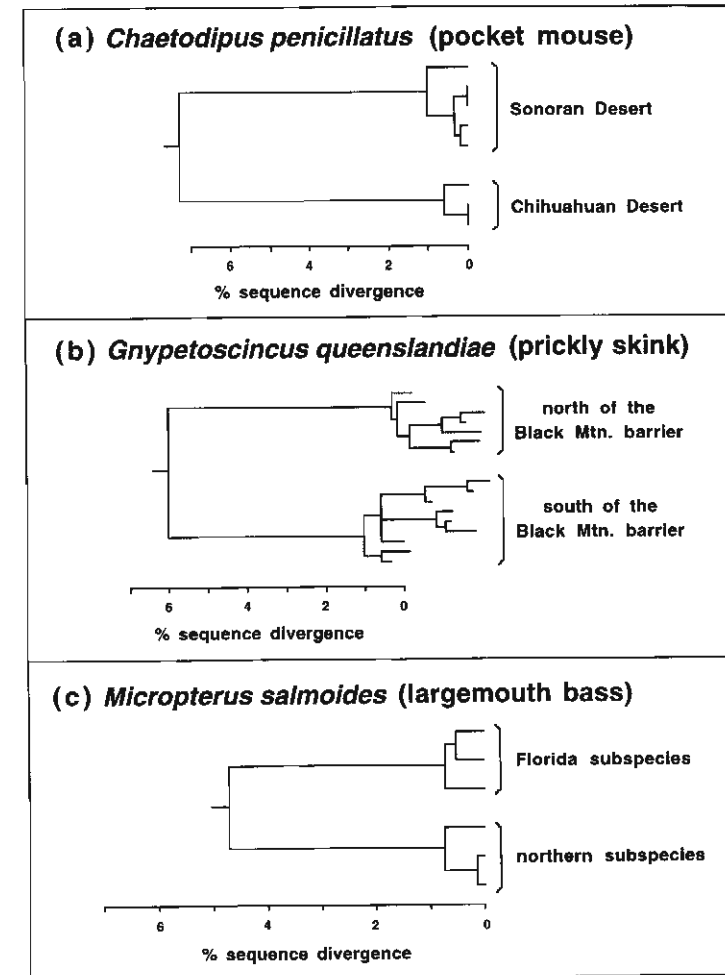 (a) Chaetodipus penicillatus (pocket mouse)
Sonoran Desert
Chihuahuan Desert
6 4 2 0
% sequence divergence
(b) Gnypetoscincus queenslandiae (prickly skink)
north of the
Black Mtn. barrier
south of the
Black Mtn. barrier
6 4 2 0
% sequence divergence
(c) Micropterus salmoides (largemouth bass)
Florida subspecies
northern subspecies
6 4 2 0
% sequence divergence